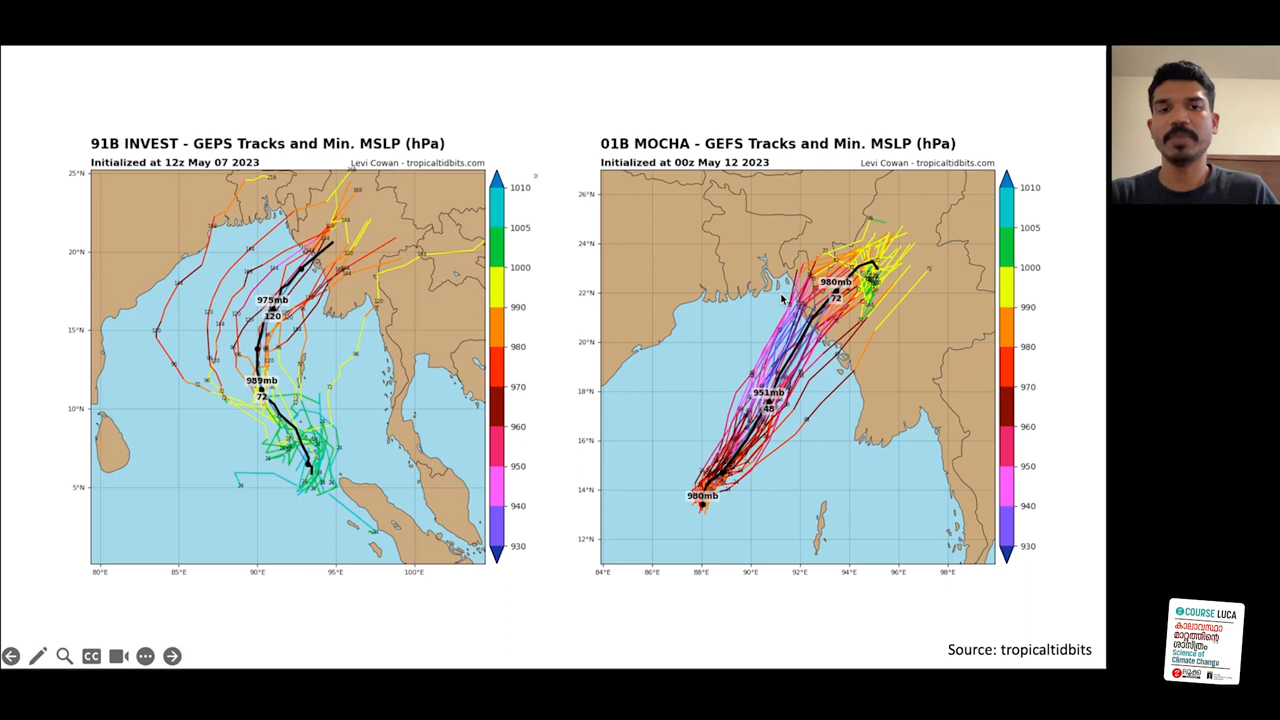 91B INVEST - GEPS Tracks and Min. MSLP (hPa)
Initialized at 12z May 07 2023
Levi Cowan - tropicaltidbits.com
25°N
20°N
15°N
10°N
5°N
80°E
85°E
90°E
95°E
100°E
975mb
120
989mb
72
1010
1005
1000
990
980
970
960
950
940
930
01B MOCHA - GEFS Tracks and Min. MSLP (hPa)
Initialized at 00z May 12 2023
Levi Cowan - tropicaltidbits.com
26°N
24°N
22°N
20°N
18°N
16°N
14°N
12°N
84°E
86°E
88°E
90°E
92°E
94°E
96°E
98°E
980mb
72
951mb
48
980mb
1010
1005
1000
990
980
970
960
950
940
930
Source: tropicaltidbits
CC
COURSE LUCA
കാലാവസ്ഥാ
മാറ്റത്തിന്റെ
ശാസ്ത്രം
Science of
Climate Change
ലൂക്ക